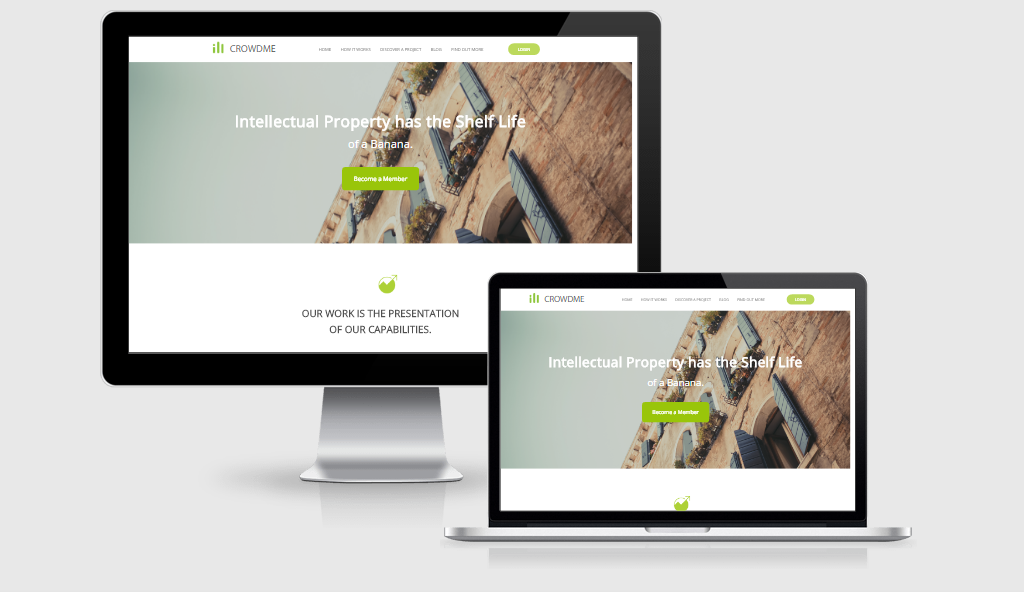 CROWDME
HOME HOW IT WORKS DISCOVER A PROJECT BLOG FIND OUT MORE LOGIN
Intellectual Property has the Shelf Life
of a Banana.
Become a Member
OUR WORK IS THE PRESENTATION
OF OUR CAPABILITIES.
CROWDME
HOME HOW IT WORKS DISCOVER A PROJECT BLOG FIND OUT MORE LOGIN
Intellectual Property has the Shelf Life
of a Banana.
Become a Member